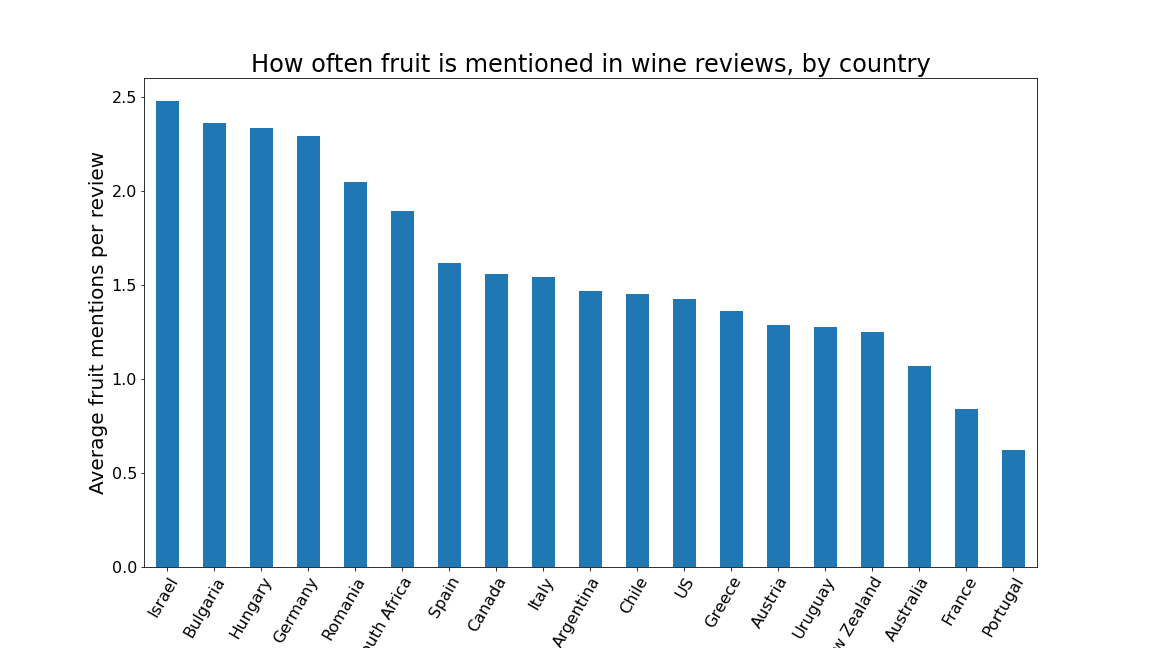 How often fruit is mentioned in wine reviews, by country
Average fruit mentions per review
2.5
2.0
1.5
1.0
0.5
0.0
Israel
Bulgaria
Hungary
Germany
Romania
outh Africa
Spain
Canada
Italy
Argentina
Chile
US
Greece
Austria
Uruguay
w Zealand
Australia
France
Portugal